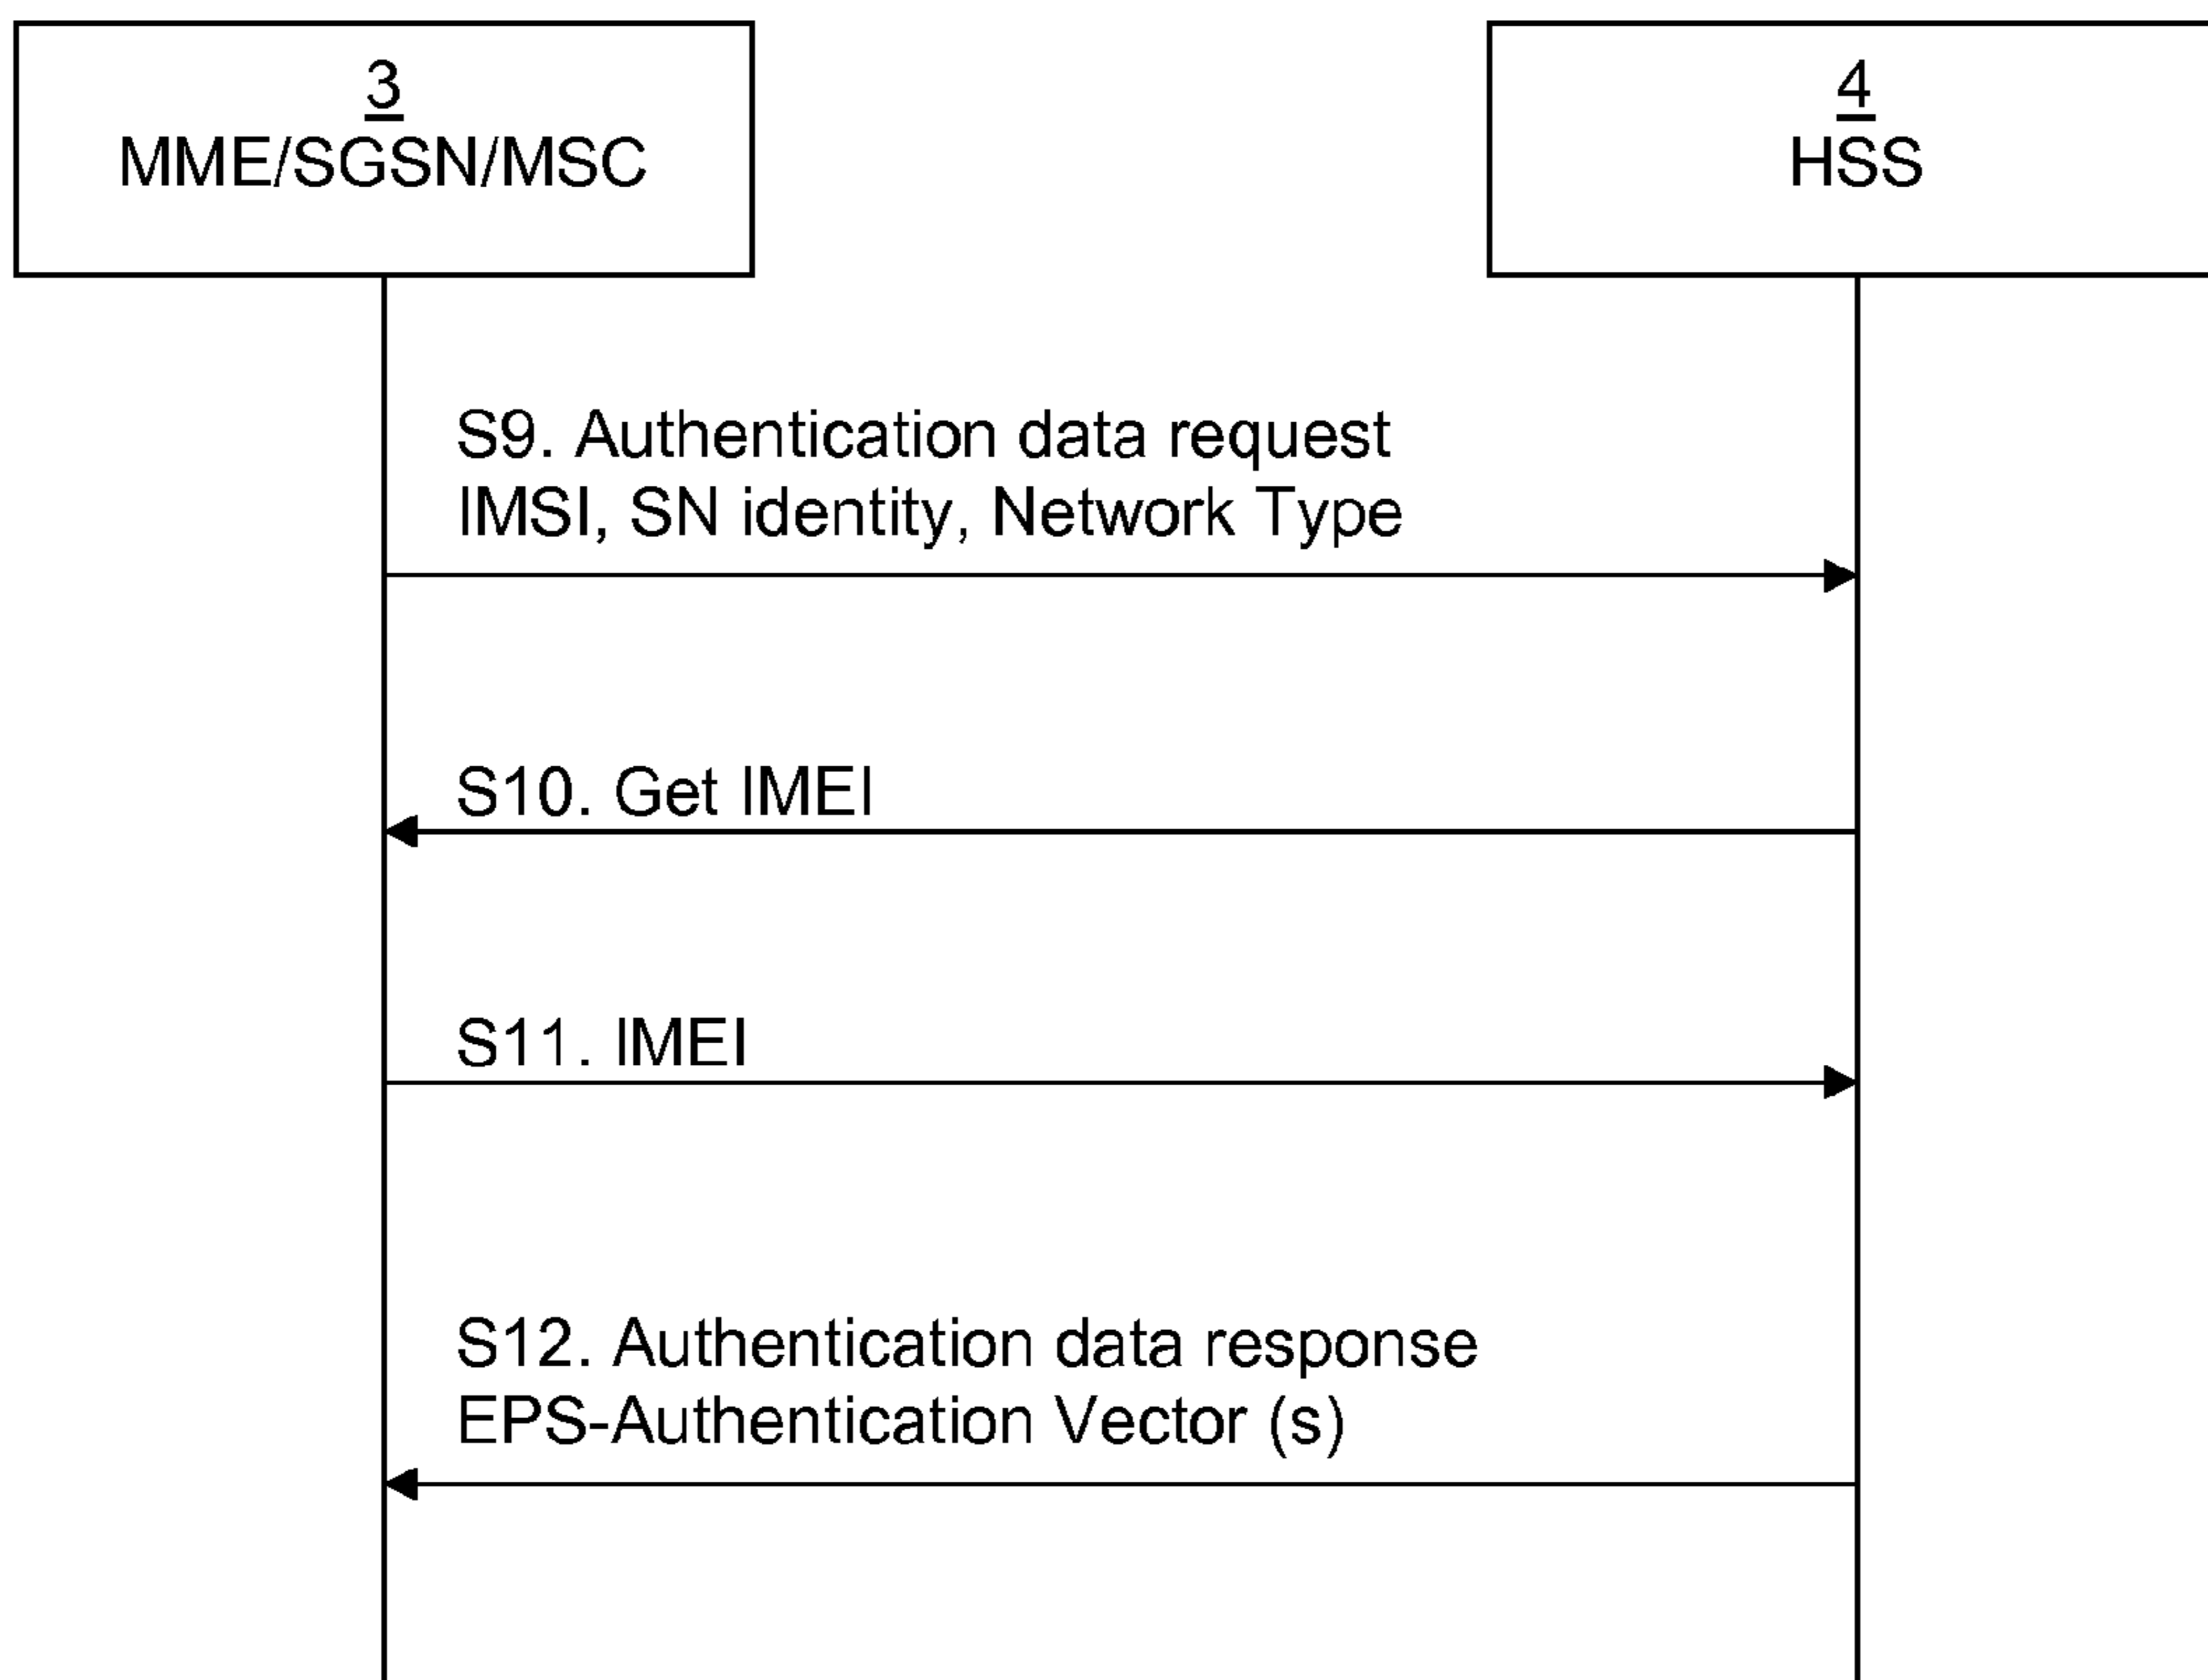 3
MME/SGSN/MSC
4
HSS
S9. Authentication data request
IMSI, SN identity, Network Type
S10. Get IMEI
S11. IMEI
S12. Authentication data response
EPS-Authentication Vector (s)